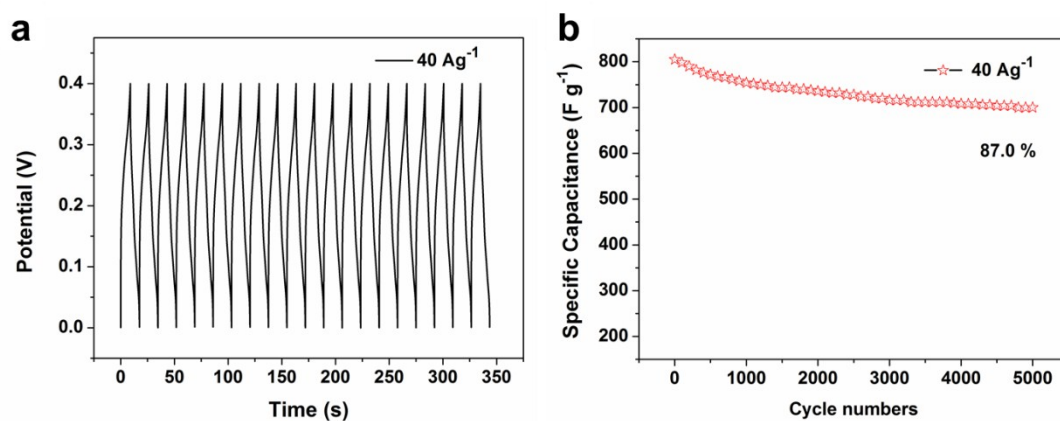 a
40 Ag⁻¹
Potential (V)
0.4
0.3
0.2
0.1
0.0
0 50 100 150 200 250 300 350
Time (s)
b
40 Ag⁻¹
87.0 %
Specific Capacitance (F g⁻¹)
800
700
600
500
400
300
200
0 1000 2000 3000 4000 5000
Cycle numbers